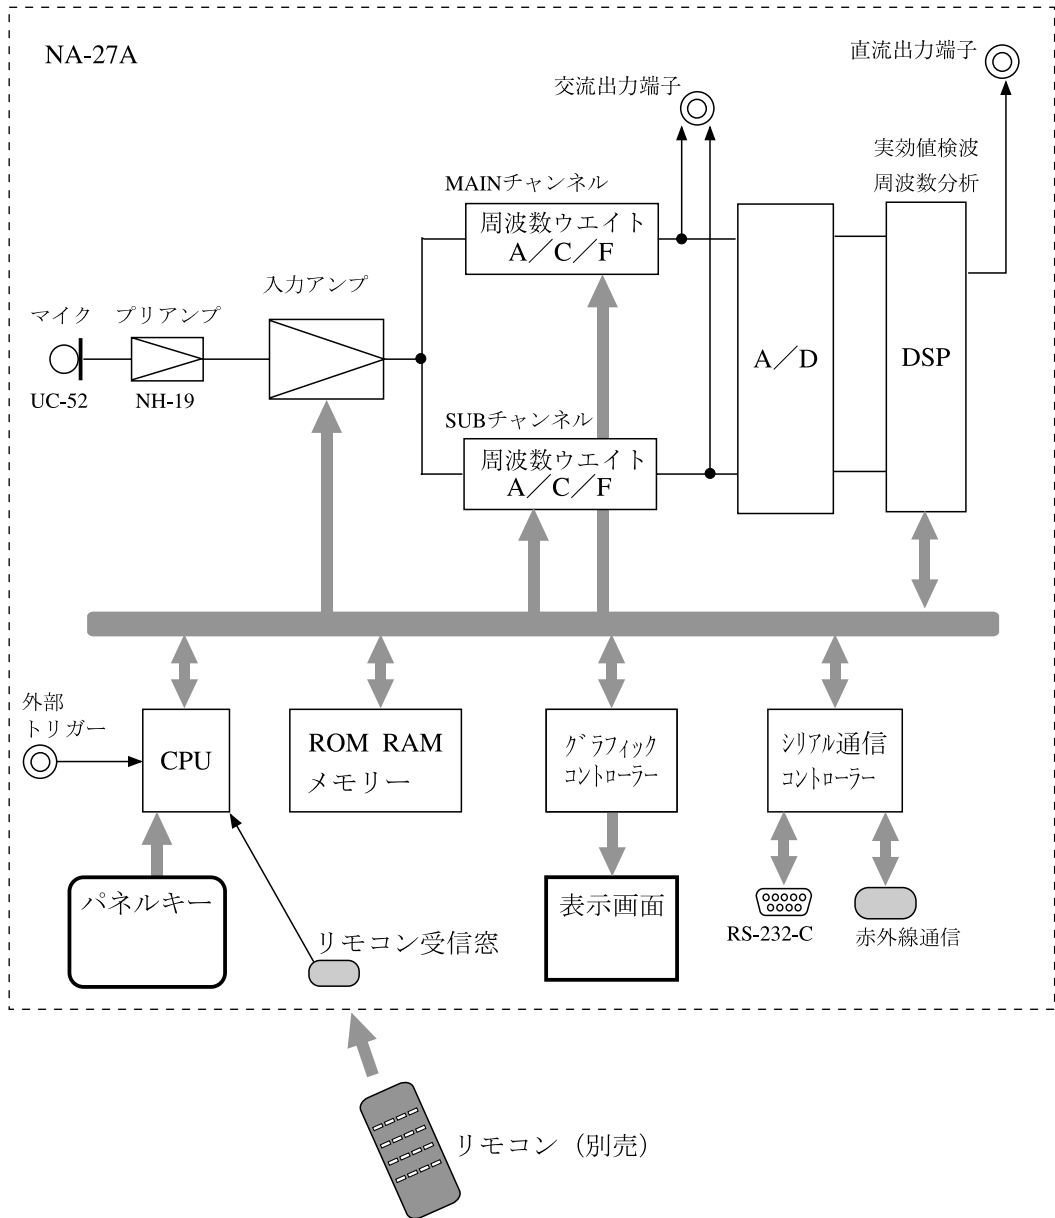 NA-27A
直流出力端子
交流出力端子
実効値検波
周波数分析
MAINチャンネル
周波数ウエイト
A/C/F
入力アンプ
マイク
プリアンプ
UC-52
NH-19
A/D
DSP
SUBチャンネル
周波数ウエイト
A/C/F
外部
トリガー
CPU
ROM RAM
メモリー
グラフィック
コントローラー
シリアル通信
コントローラー
パネルキー
リモコン受信窓
表示画面
RS-232-C
赤外線通信
リモコン（別売）